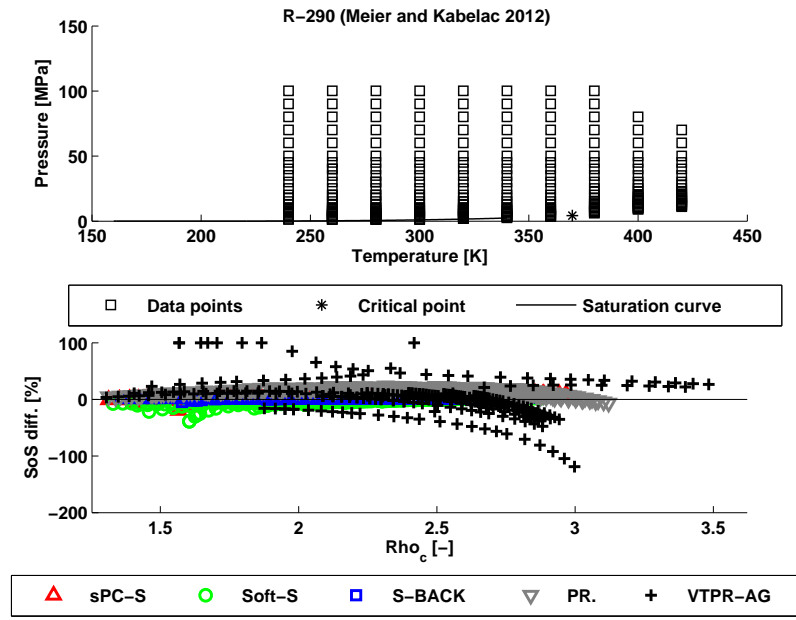 R−290 (Meier and Kabelac 2012)
Pressure [MPa]
150
100
50
0
150 200 250 300 350 400 450
Temperature [K]
Data points Critical point Saturation curve
SoS diff. [%]
100
0
−100
−200
1.5 2 2.5 3 3.5
Rho_c [−]
sPC−S Soft−S S−BACK PR. VTPR−AG